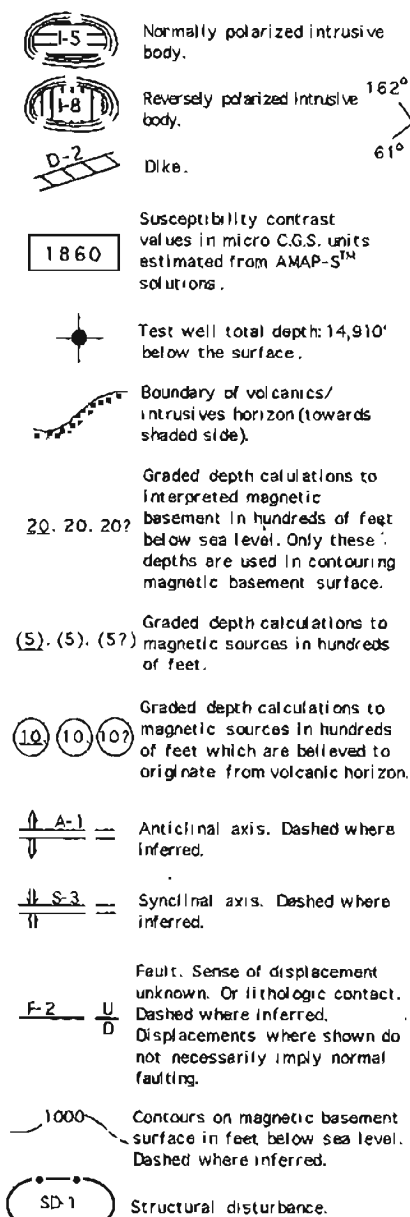 I-5
Normally polarized intrusive
body.
I-8
Reversely polarized intrusive
body.
162°
61°
D-2
Dike.
1860
Susceptibility contrast
values in micro C.G.S. units
estimated from AMAP-S™
solutions.
Test well total depth: 14,910'
below the surface.
Boundary of volcanics/
intrusives horizon (towards
shaded side).
20. 20. 20?
Graded depth calulations to
interpreted magnetic
basement in hundreds of feet
below sea level. Only these
depths are used in contouring
magnetic basement surface.
(5). (5). (5?)
Graded depth calculations to
magnetic sources in hundreds
of feet.
10. 10. 10?
Graded depth calculations to
magnetic sources in hundreds
of feet which are believed to
originate from volcanic horizon.
A-1
Anticlinal axis. Dashed where
inferred.
S-3
Synclinal axis. Dashed where
inferred.
F-2 U
D
Fault. Sense of displacement
unknown. Or lithologic contact.
Dashed where inferred.
Displacements where shown do
not necessarily imply normal
faulting.
1000
Contours on magnetic basement
surface in feet below sea level.
Dashed where inferred.
SD-1
Structural disturbance.